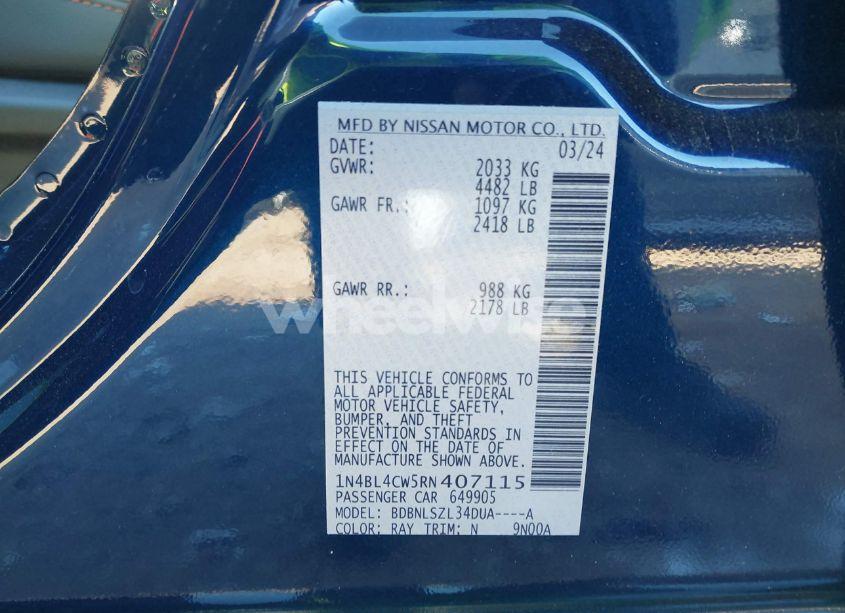 MFD BY NISSAN MOTOR CO., LTD.
DATE: 03/24
GVWR: 2033 KG
4482 LB
GAWR FR.: 1097 KG
2418 LB
GAWR RR.: 988 KG
2178 LB
wheelwise
THIS VEHICLE CONFORMS TO
ALL APPLICABLE FEDERAL
MOTOR VEHICLE SAFETY,
BUMPER, AND THEFT
PREVENTION STANDARDS IN
EFFECT ON THE DATE OF
MANUFACTURE SHOWN ABOVE.
1N4BL4CW5RN407115
PASSENGER CAR 649905
MODEL: BDBNLSZL34DUA----A
COLOR: RAY TRIM: N 9N00A